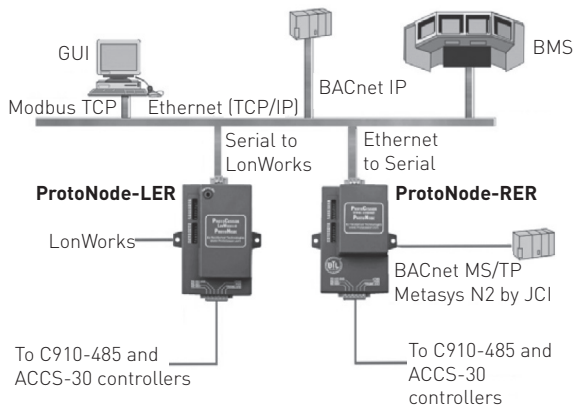 GUI
BMS
BACnet IP
Modbus TCP
Ethernet (TCP/IP)
Serial to
LonWorks
Ethernet
to Serial
ProtoNode-LER
ProtoNode-RER
LonWorks
BACnet MS/TP
Metasys N2 by JCI
To C910-485 and
ACCS-30 controllers
To C910-485 and
ACCS-30
controllers